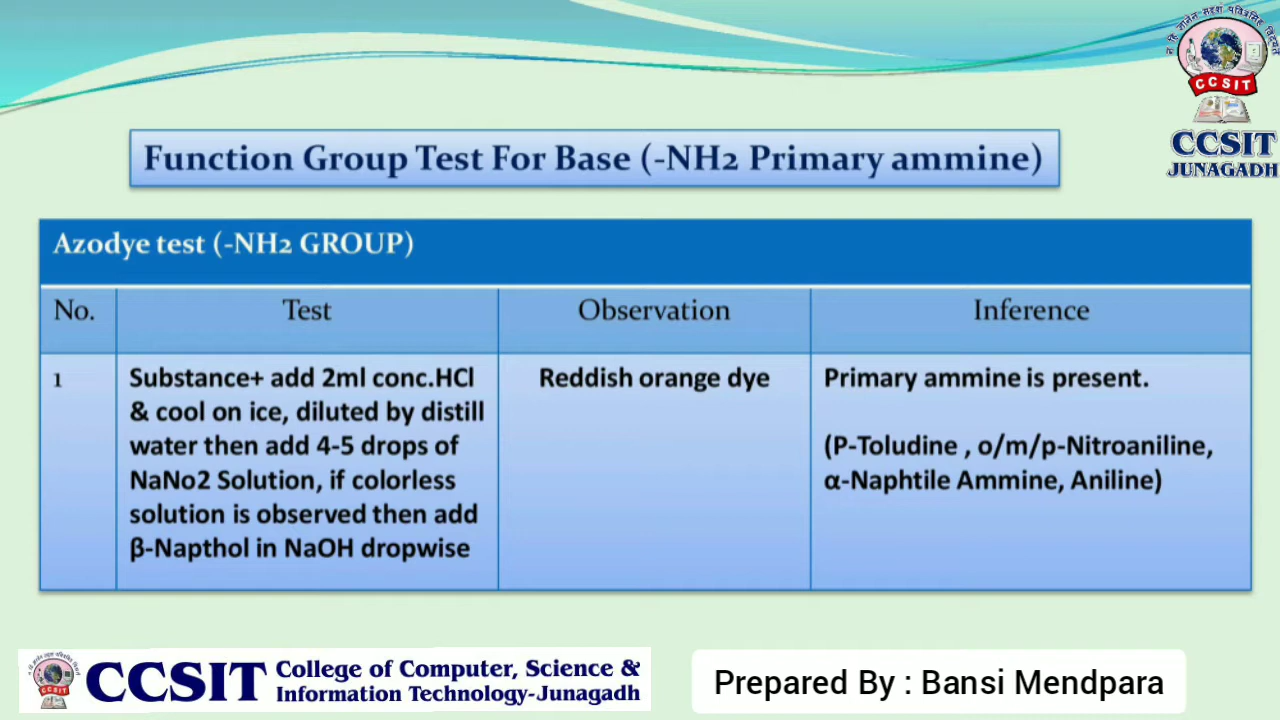 CCSIT
CCSIT
JUNAGADH
Function Group Test For Base (-NH2 Primary ammine)
Azodye test (-NH2 GROUP)
No.
Test
Observation
Inference
1
Substance+ add 2ml conc.HCl
& cool on ice, diluted by distill
water then add 4-5 drops of
NaNo2 Solution, if colorless
solution is observed then add
β-Napthol in NaOH dropwise
Reddish orange dye
Primary ammine is present.
(P-Toludine , o/m/p-Nitroaniline,
α-Naphtile Ammine, Aniline)
CCSIT
CCSIT
College of Computer, Science &
Information Technology-Junagadh
Prepared By : Bansi Mendpara